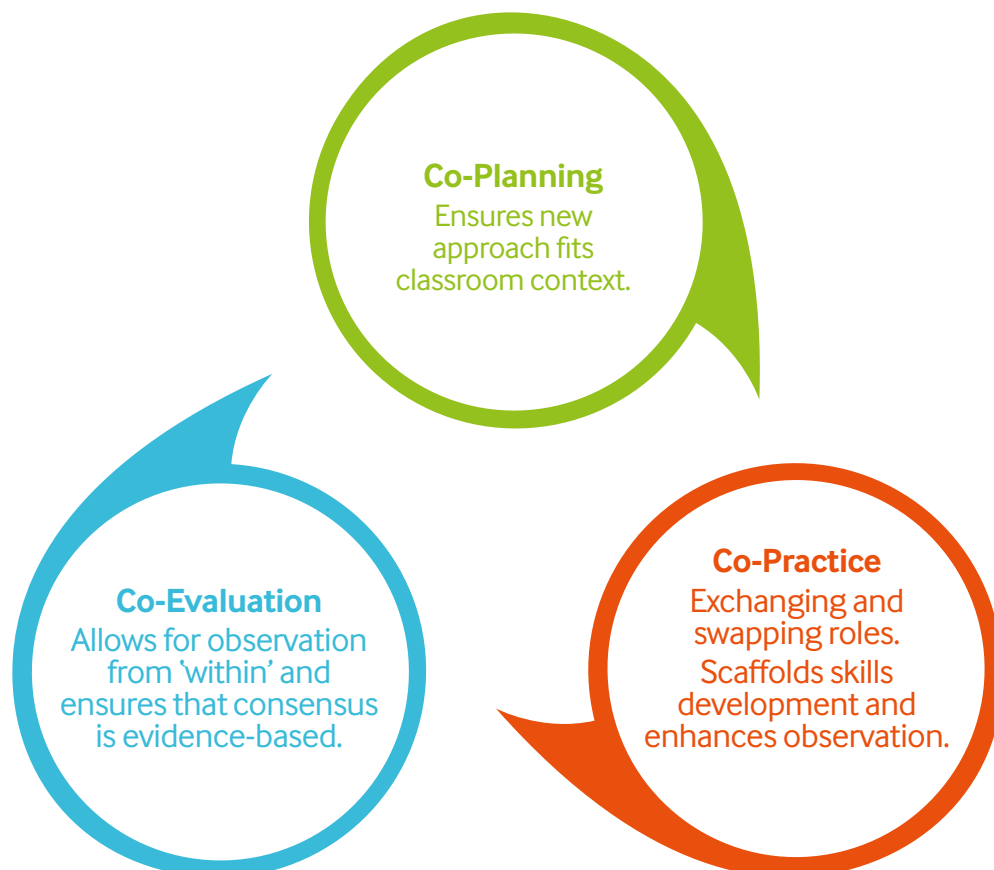 Co-Planning
Ensures new
approach fits
classroom context.
Co-Evaluation
Allows for observation
from ‘within’ and
ensures that consensus
is evidence-based.
Co-Practice
Exchanging and
swapping roles.
Scaffolds skills
development and
enhances observation.